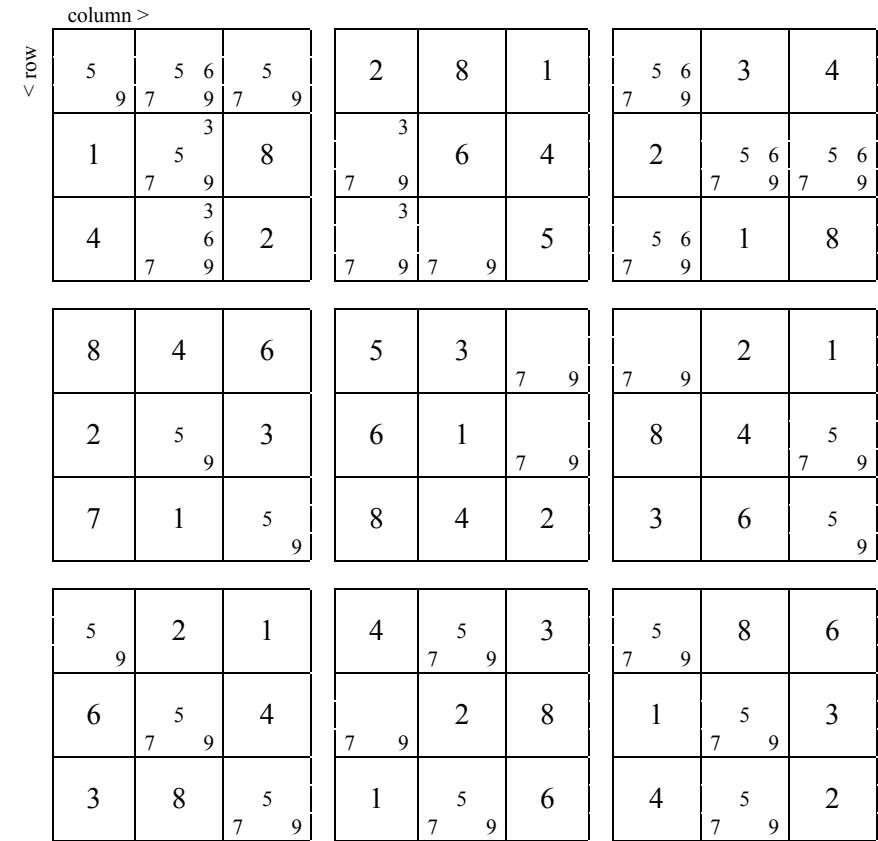 column >
< row
5 5 6 5 2 8 1 5 6 3 4
9 7 9 7 9 7 9
3 3
1 5 8 6 4 2 5 6 5 6
7 9 7 9 7 9 7 9
3 3
4 6 2 5 5 6 1 8
7 9 7 9 7 9 7 9
8 4 6 5 3 2 1
7 9 7 9
2 5 3 6 1 8 4 5
9 7 9 7 9
7 1 5 8 4 2 3 6 5
9 9
5 2 1 4 5 3 5 8 6
9 7 9 7 9
6 5 4 2 8 1 5 3
7 9 7 9 7 9
3 8 5 1 5 6 4 5 2
7 9 7 9 7 9